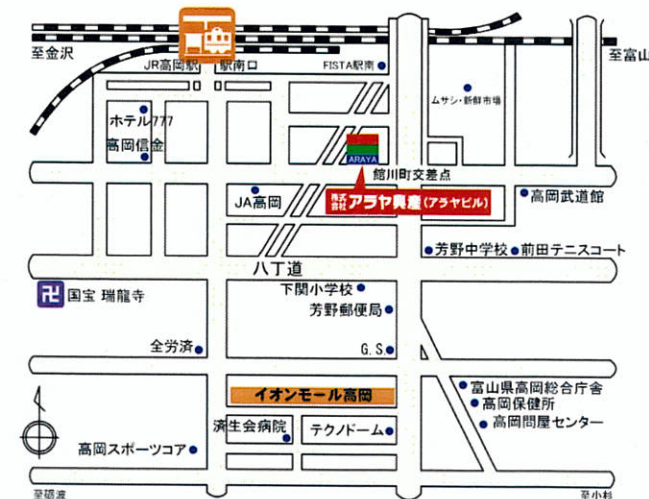 至金沢
JR高岡駅 駅南口
FISTA駅南
至富山
ムサシ・新鮮市場
ホテル777
高岡信金
ARAYA
館川町交差点
JA高岡
株式会社 アラヤ興産(アラヤビル)
高岡武道館
芳野中学校
前田テニスコート
八丁道
卍 国宝 瑞龍寺
下関小学校
芳野郵便局
全労済
G.S.
イオンモール高岡
富山県高岡総合庁舎
高岡保健所
高岡問屋センター
済生会病院
テクノドーム
高岡スポーツコア
至砺波
至小杉